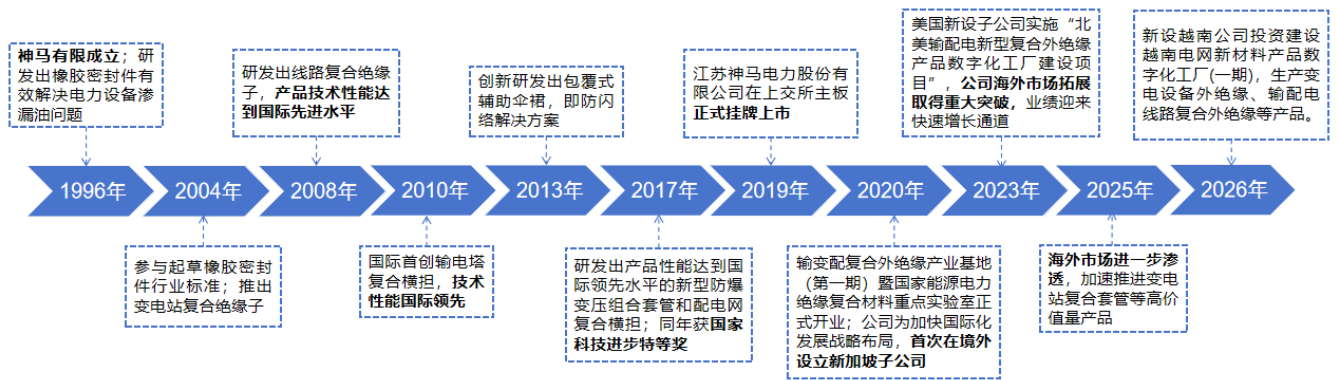 神马有限成立；研
发出橡胶密封件有
效解决电力设备渗
漏油问题
研发出线路复合绝缘
子，产品技术性能达
到国际先进水平
创新研发出包覆式
辅助伞裙，即防闪
络解决方案
江苏神马电力股份有
限公司在上交所主板
正式挂牌上市
美国新设子公司实施“北
美输配电新型复合外绝缘
产品数字化工厂建设项
目”，公司海外市场拓展
取得重大突破，业绩迎来
快速增长通道
新设越南公司投资建设
越南电网新材料产品数
字化工厂(一期)，生产变
电设备外绝缘、输配电
线路复合外绝缘等产品。
1996年
2004年
2008年
2010年
2013年
2017年
2019年
2020年
2023年
2025年
2026年
参与起草橡胶密封
件行业标准；推出
变电站复合绝缘子
国际首创输电塔
复合横担，技术
性能国际领先
研发出产品性能达到国
际领先水平的新型防爆
变压组合套管和配电网
复合横担；同年获国家
科技进步特等奖
输变配复合外绝缘产业基地
（第一期）暨国家能源电力
绝缘复合材料重点实验室正
式开业；公司为加快国际化
发展战略布局，首次在境外
设立新加坡子公司
海外市场进一步渗
透，加速推进变电
站复合套管等高价
值量产品